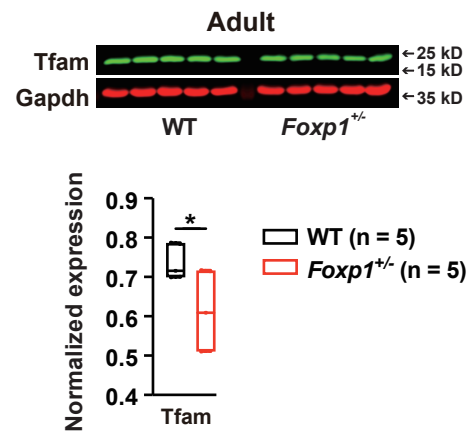 Adult
Tfam
←25 kD
←15 kD
Gapdh
←35 kD
WT
Foxp1+/-
Normalized expression
0.9
0.8
0.7
0.6
0.5
0.4
*
Tfam
WT (n = 5)
Foxp1+/- (n = 5)